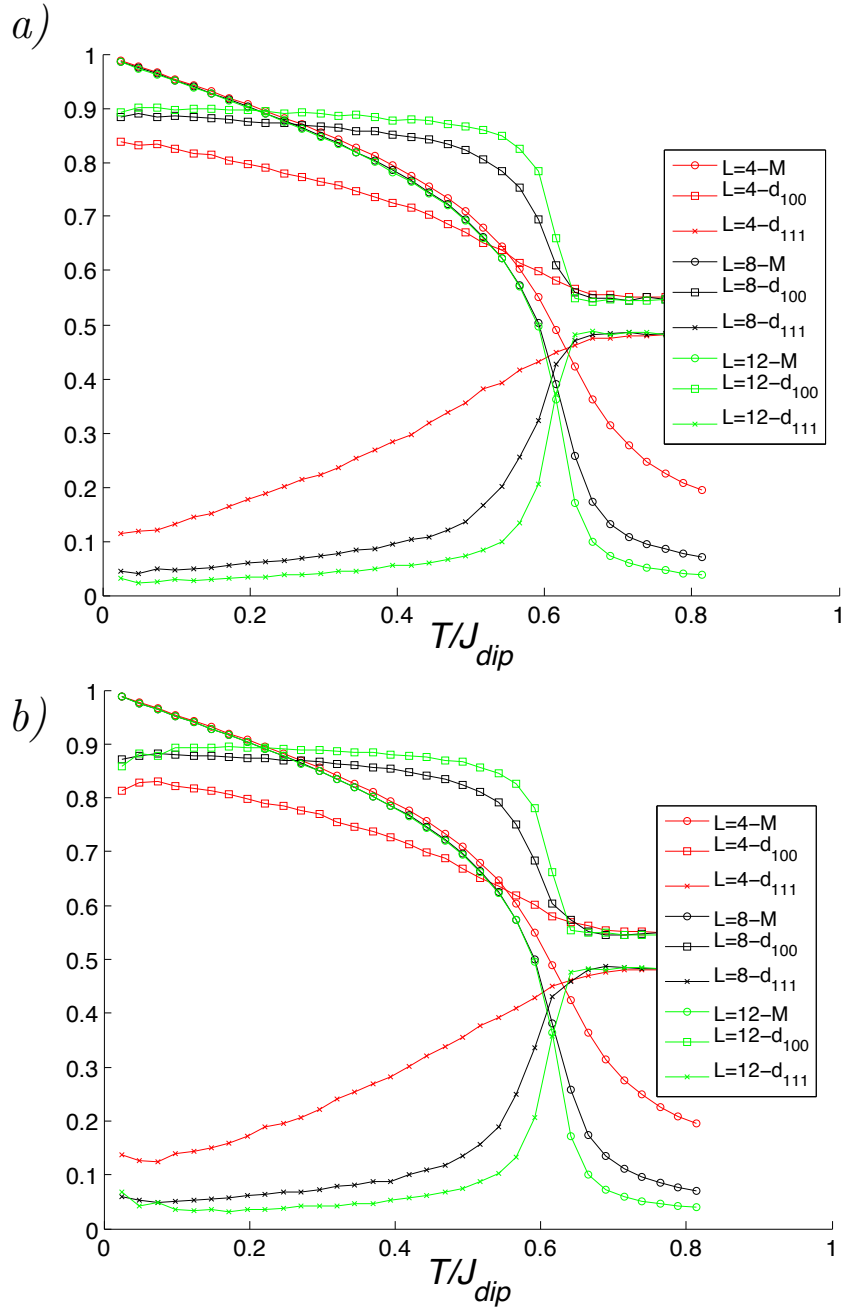 a)
1
0.9
0.8
0.7
0.6
0.5
0.4
0.3
0.2
0.1
0
0.2
0.4
0.6
0.8
1
T/J_dip
L=4-M
L=4-d_100
L=4-d_111
L=8-M
L=8-d_100
L=8-d_111
L=12-M
L=12-d_100
L=12-d_111
b)
1
0.9
0.8
0.7
0.6
0.5
0.4
0.3
0.2
0.1
0
0
0.2
0.4
0.6
0.8
1
T/J_dip
L=4-M
L=4-d_100
L=4-d_111
L=8-M
L=8-d_100
L=8-d_111
L=12-M
L=12-d_100
L=12-d_111